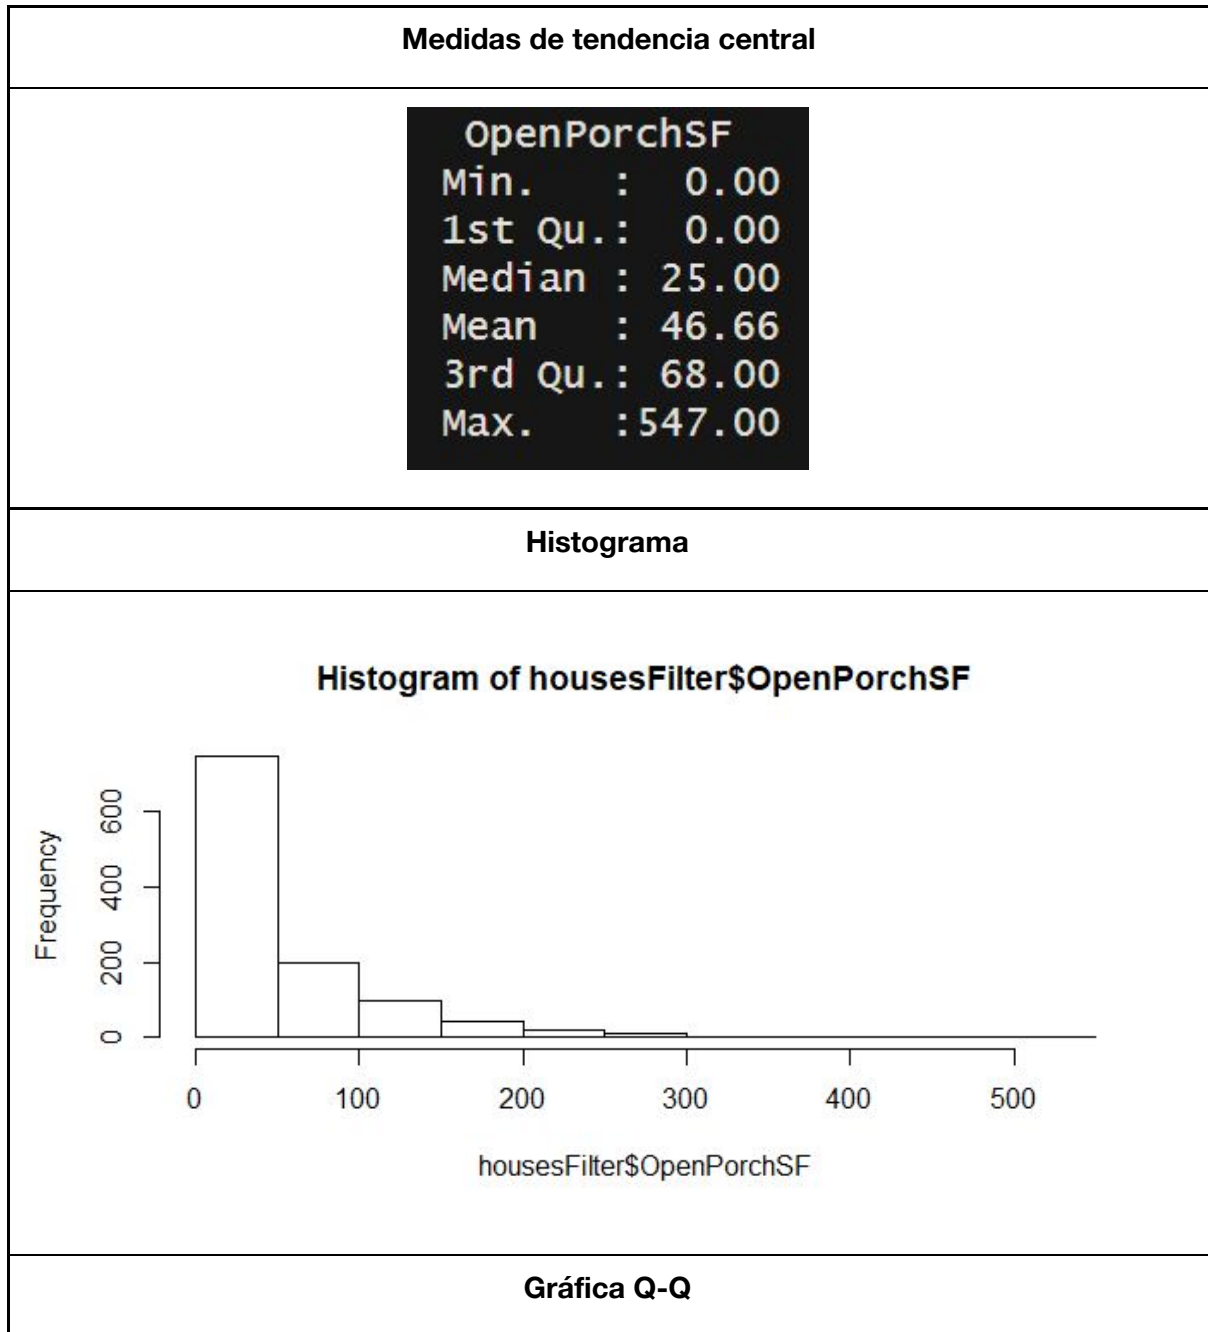 Medidas de tendencia central
OpenPorchSF
Min.   :  0.00
1st Qu.:  0.00
Median : 25.00
Mean   : 46.66
3rd Qu.: 68.00
Max.   :547.00
Histograma
Histogram of housesFilter$OpenPorchSF
Frequency
600
400
200
0
0 100 200 300 400 500
housesFilter$OpenPorchSF
Gráfica Q-Q